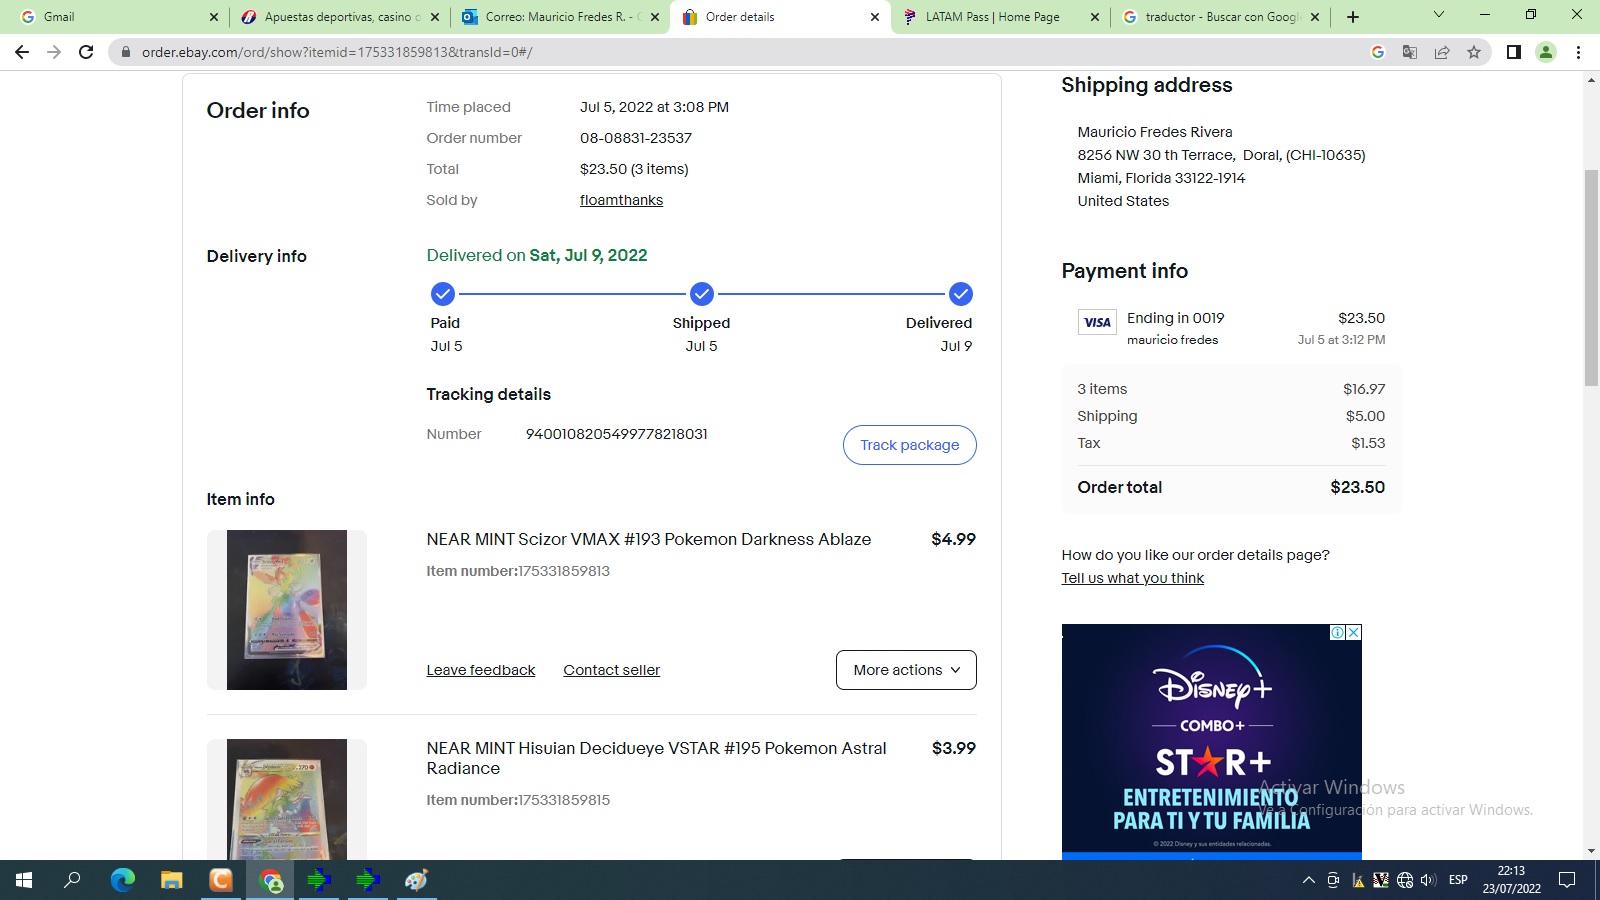 Gmail
Apuestas deportivas, casino o
Correo: Mauricio Fredes R. - O
Order details
LATAM Pass | Home Page
traductor - Buscar con Google
order.ebay.com/ord/show?itemid=175331859813&transId=0#/
Order info
Time placed Jul 5, 2022 at 3:08 PM
Order number 08-08831-23537
Total $23.50 (3 items)
Sold by floamthanks
Delivery info
Delivered on Sat, Jul 9, 2022
Paid Shipped Delivered
Jul 5 Jul 5 Jul 9
Tracking details
Number 9400108205499778218031
Track package
Item info
NEAR MINT Scizor VMAX #193 Pokemon Darkness Ablaze $4.99
Item number:175331859813
Leave feedback Contact seller More actions
NEAR MINT Hisuian Decidueye VSTAR #195 Pokemon Astral $3.99
Radiance
Item number:175331859815
Shipping address
Mauricio Fredes Rivera
8256 NW 30 th Terrace, Doral, (CHI-10635)
Miami, Florida 33122-1914
United States
Payment info
VISA Ending in 0019 $23.50
mauricio fredes Jul 5 at 3:12 PM
3 items $16.97
Shipping $5.00
Tax $1.53
Order total $23.50
How do you like our order details page?
Tell us what you think
Disney+
COMBO+
STAR+
ENTRETENIMIENTO
PARA TI Y TU FAMILIA
© 2022 Disney y sus entidades relacionadas.
Activar Windows
Ve a Configuración para activar Windows.
ESP
22:13
23/07/2022